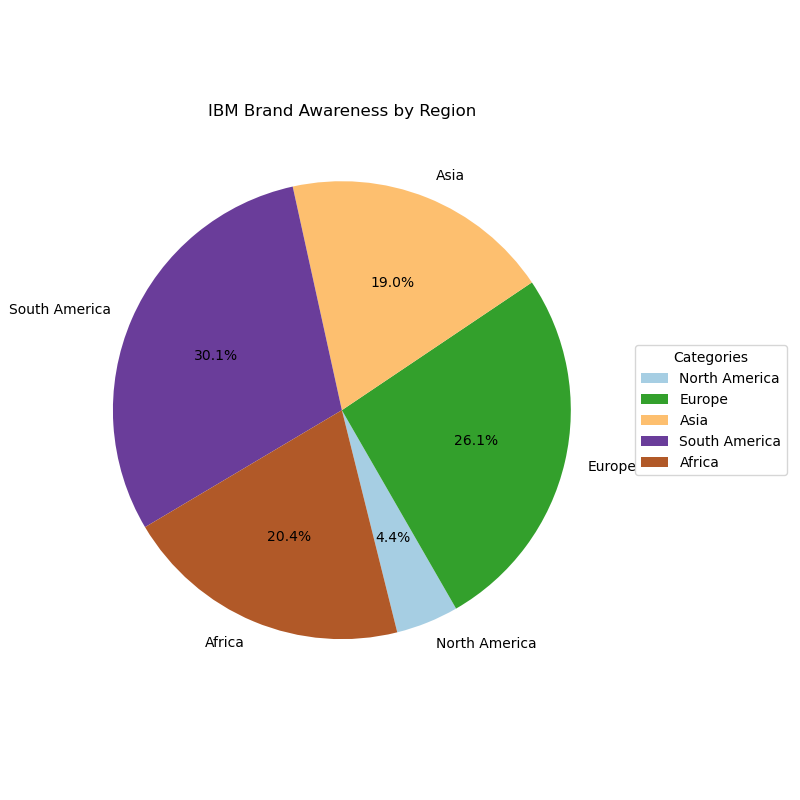 IBM Brand Awareness by Region
Asia
19.0%
South America
30.1%
26.1%
Europe
20.4%
4.4%
Africa
North America
Categories
North America
Europe
Asia
South America
Africa